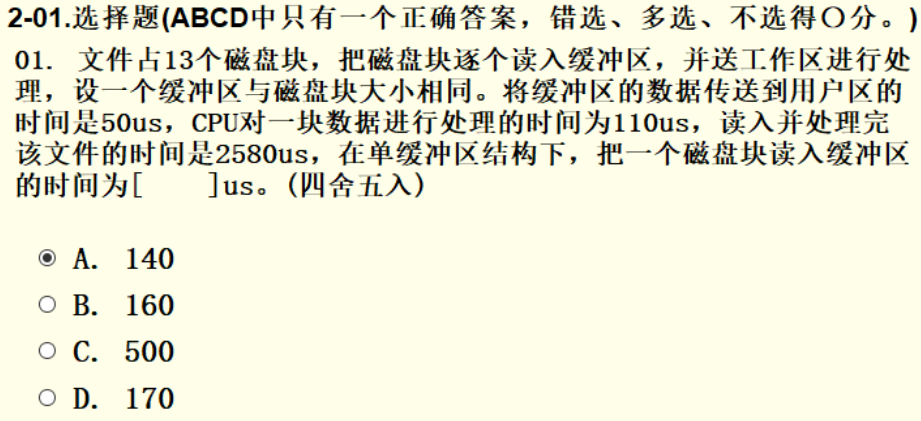 2-01.选择题(ABCD中只有一个正确答案，错选、多选、不选得〇分。)
01. 文件占13个磁盘块，把磁盘块逐个读入缓冲区，并送工作区进行处
理，设一个缓冲区与磁盘块大小相同。将缓冲区的数据传送到用户区的
时间是50us，CPU对一块数据进行处理的时间为110us，读入并处理完
该文件的时间是2580us，在单缓冲区结构下，把一个磁盘块读入缓冲区
的时间为[ ]us。(四舍五入)
A. 140
B. 160
C. 500
D. 170